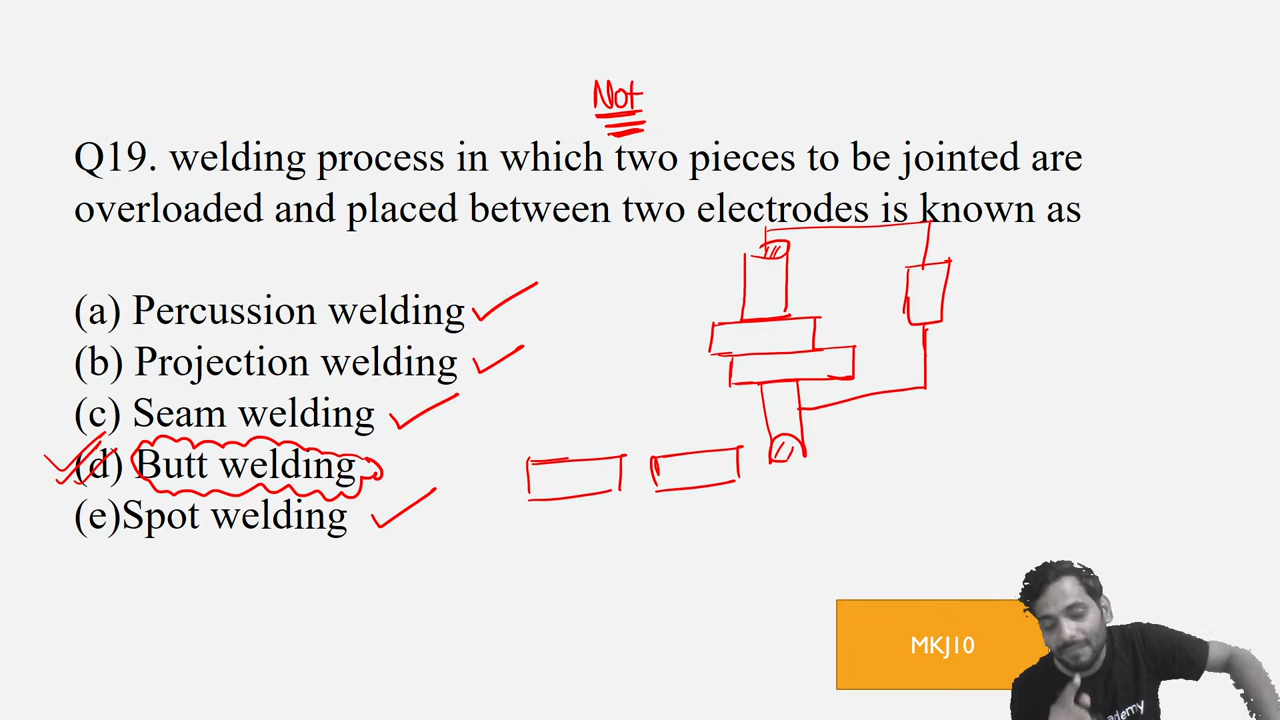 Not
Q19. welding process in which two pieces to be jointed are
overloaded and placed between two electrodes is known as
(a) Percussion welding
(b) Projection welding
(c) Seam welding
(d) Butt welding
(e)Spot welding
MKJ10
ademy